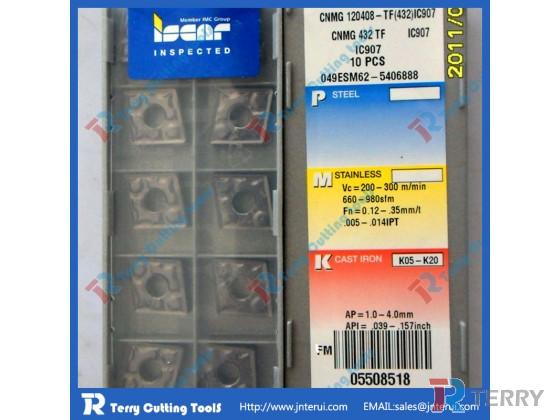 Member IMC Group
Iscar
INSPECTED
CNMG 120408-TF(432)IC907
CNMG 432 TF IC907
IC907
10 PCS
049ESM62-5406888
2011/0
P STEEL
M STAINLESS
Vc=200-300 m/min
660-980sfm
Fn=0.12-.35mm/t
.005-.014IPT
K CAST IRON K05-K20
AP=1.0-4.0mm
API=.039-.157inch
FM
05508518
TERRY
Terry Cutting Tools Http://www.jnterui.com EMAIL:sales@jnterui.com